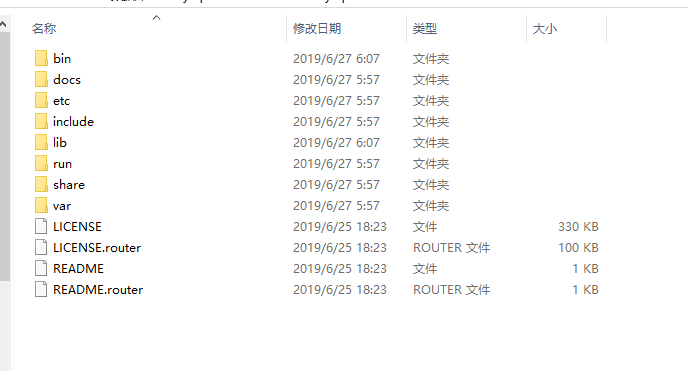 名称 修改日期 类型 大小
bin 2019/6/27 6:07 文件夹
docs 2019/6/27 5:57 文件夹
etc 2019/6/27 5:57 文件夹
include 2019/6/27 5:57 文件夹
lib 2019/6/27 6:07 文件夹
run 2019/6/27 5:57 文件夹
share 2019/6/27 5:57 文件夹
var 2019/6/27 5:57 文件夹
LICENSE 2019/6/25 18:23 文件 330 KB
LICENSE.router 2019/6/25 18:23 ROUTER 文件 100 KB
README 2019/6/25 18:23 文件 1 KB
README.router 2019/6/25 18:23 ROUTER 文件 1 KB